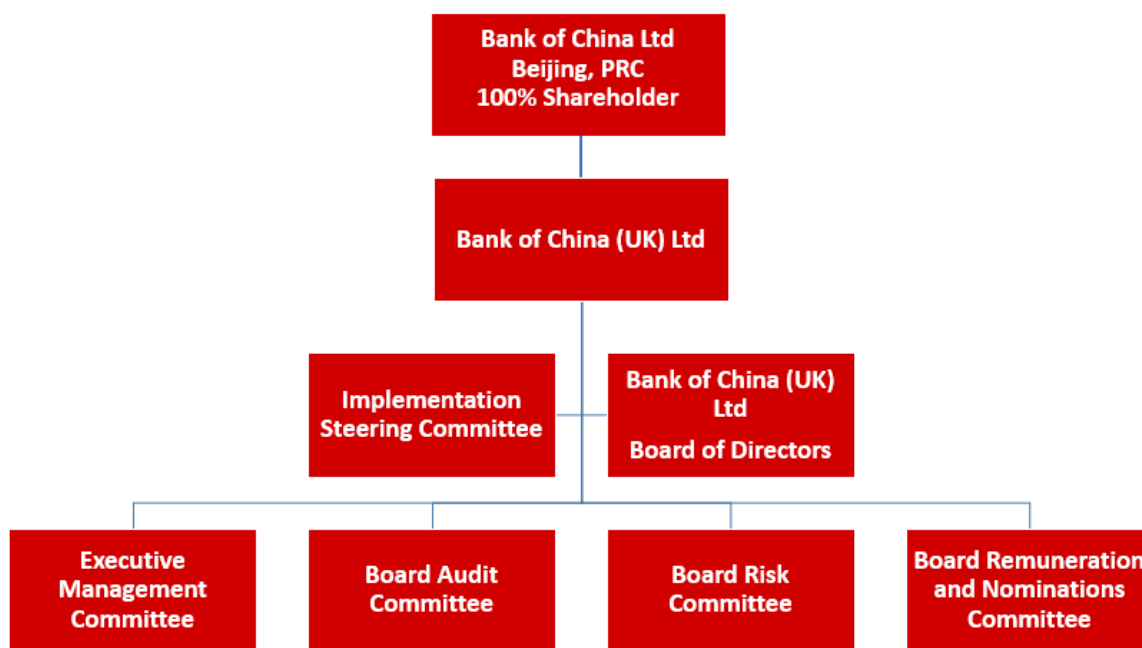 Bank of China Ltd
Beijing, PRC
100% Shareholder
Bank of China (UK) Ltd
Implementation
Steering Committee
Bank of China (UK)
Ltd
Board of Directors
Executive
Management
Committee
Board Audit
Committee
Board Risk
Committee
Board Remuneration
and Nominations
Committee